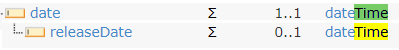 date Σ 1..1 dateTime
releaseDate Σ 0..1 dateTime